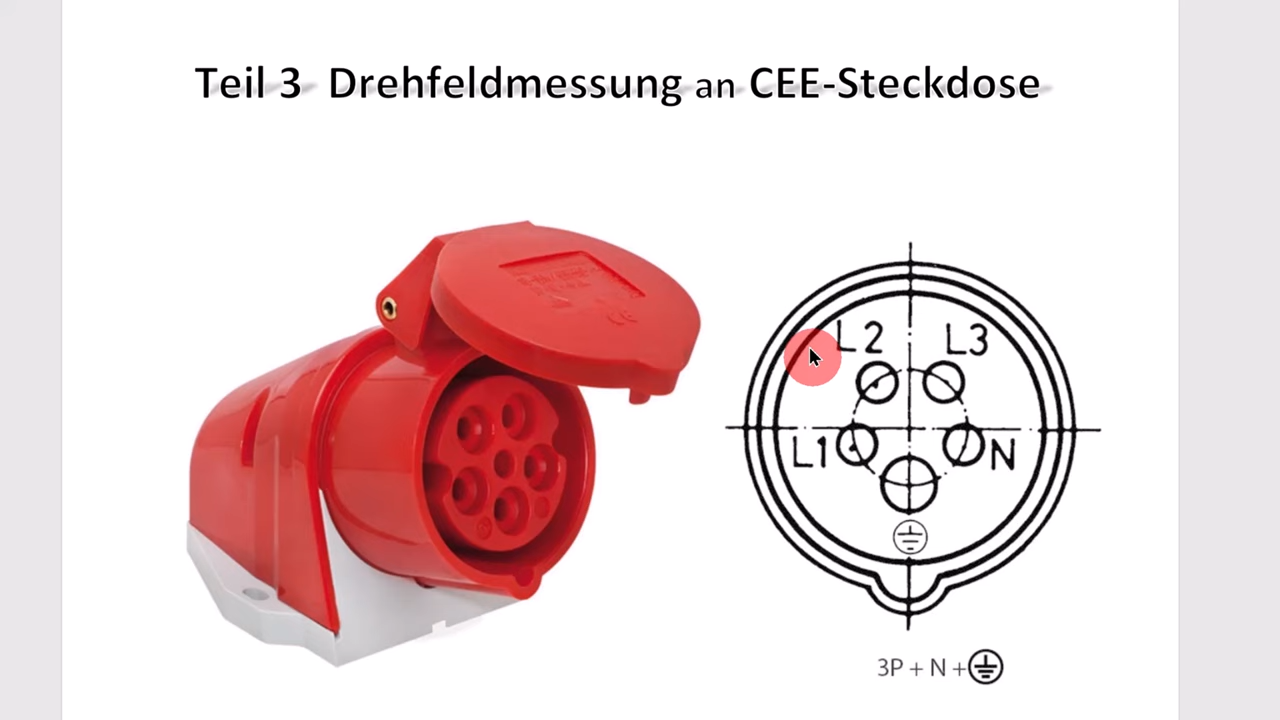 Teil 3 Drehfeldmessung an CEE-Steckdose
L2 L3
L1 N
3P + N +